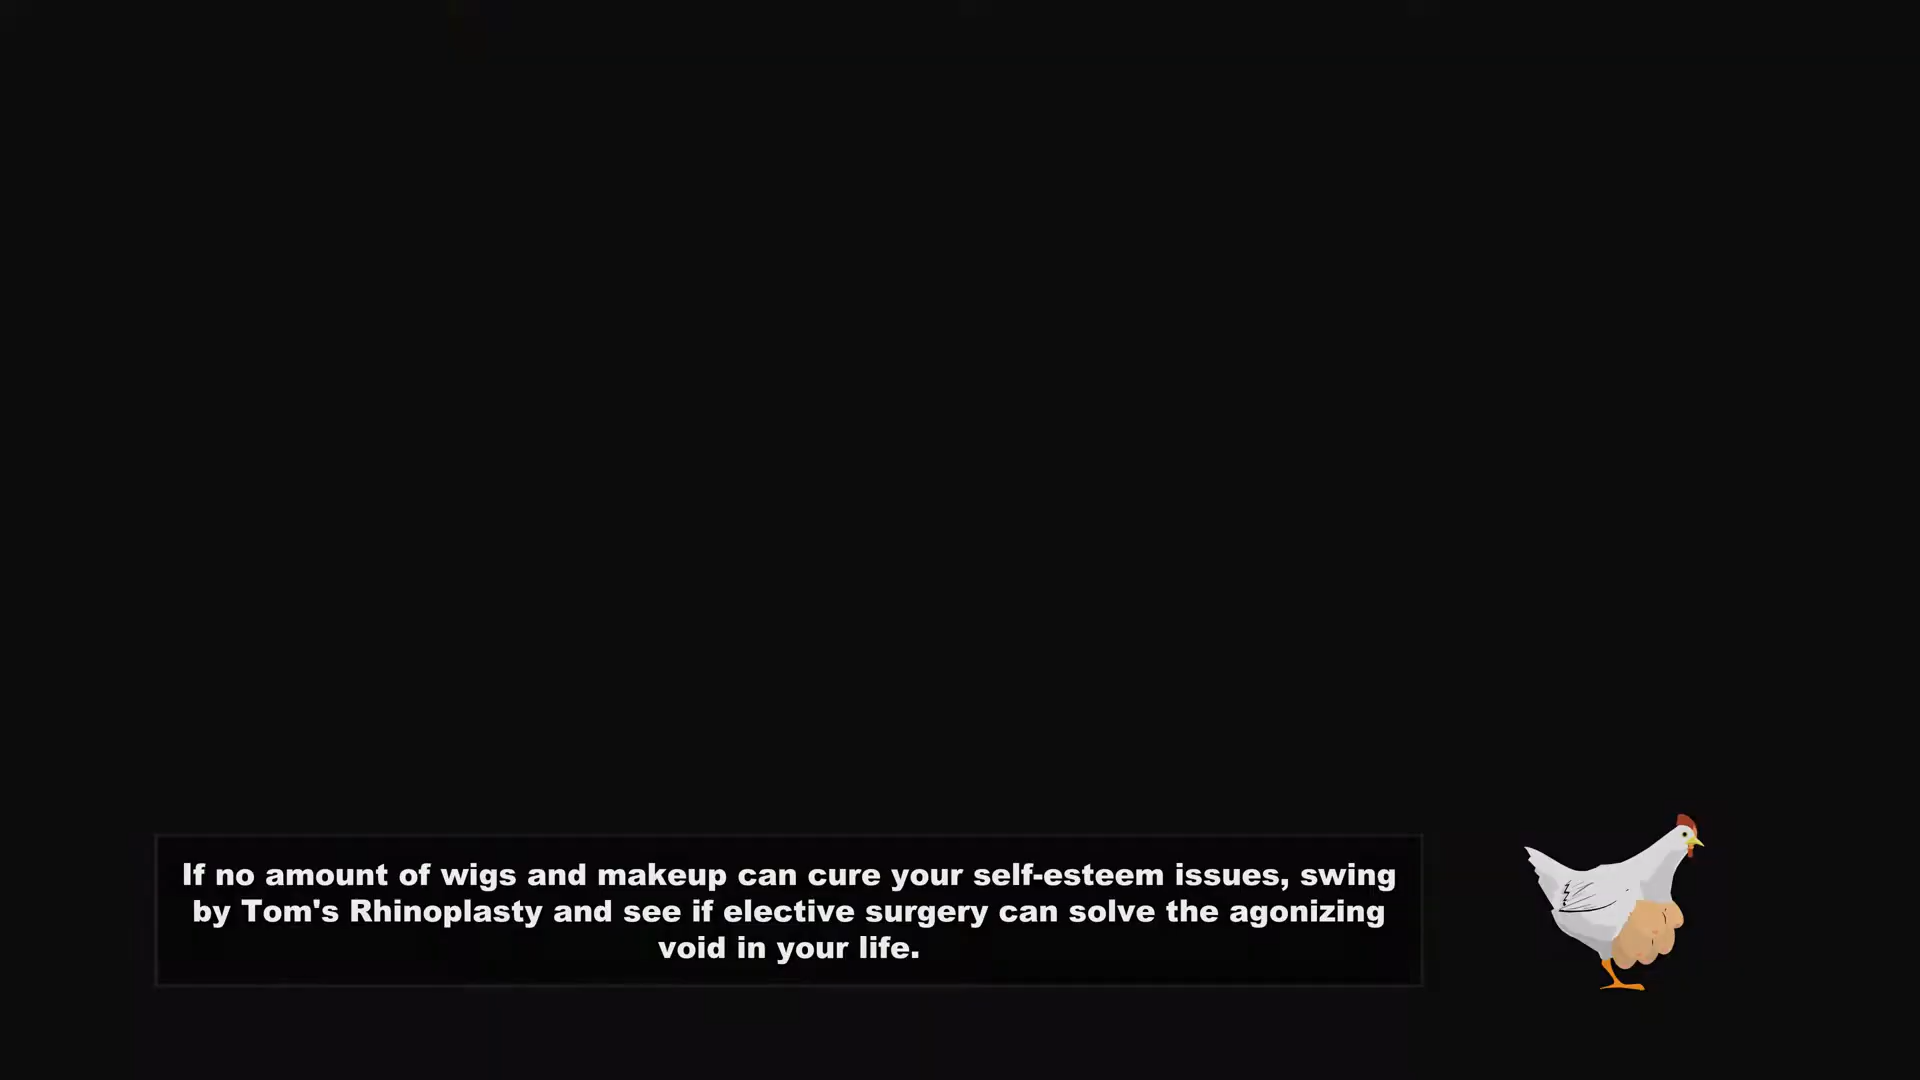 If no amount of wigs and makeup can cure your self-esteem issues, swing
by Tom's Rhinoplasty and see if elective surgery can solve the agonizing
void in your life.